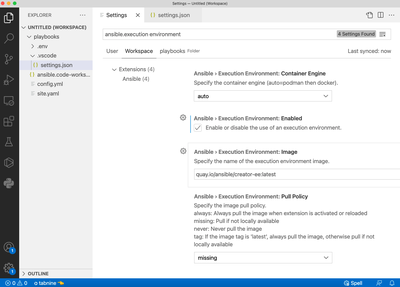 Settings — Untitled (Workspace)
EXPLORER
Settings
settings.json
UNTITLED (WORKSPACE)
playbooks
.env
.vscode
settings.json
ansible.code-works...
config.yml
site.yaml
OUTLINE
ansible.execution environment
4 Settings Found
User
Workspace
playbooks Folder
Last synced: now
Extensions (4)
Ansible (4)
Ansible › Execution Environment: Container Engine
Specify the container engine (auto=podman then docker).
auto
Ansible › Execution Environment: Enabled
Enable or disable the use of an execution environment.
Ansible › Execution Environment: Image
Specify the name of the execution environment image.
quay.io/ansible/creator-ee:latest
Ansible › Execution Environment: Pull Policy
Specify the image pull policy.
always: Always pull the image when extension is activated or reloaded
missing: Pull if not locally available
never: Never pull the image
tag: If the image tag is 'latest', always pull the image, otherwise pull if not
locally available
missing
0 0
tabnine
Spell